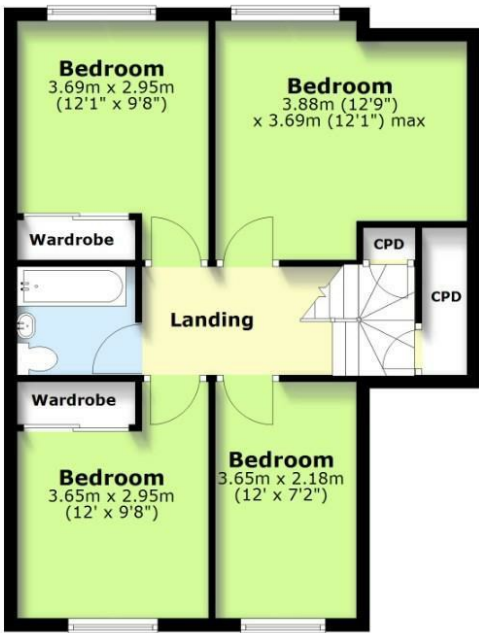 Bedroom
3.69m x 2.95m
(12'1" x 9'8")
Bedroom
3.88m (12'9")
x 3.69m (12'1") max
Wardrobe
CPD
CPD
Landing
Wardrobe
Bedroom
3.65m x 2.95m
(12' x 9'8")
Bedroom
3.65m x 2.18m
(12' x 7'2")